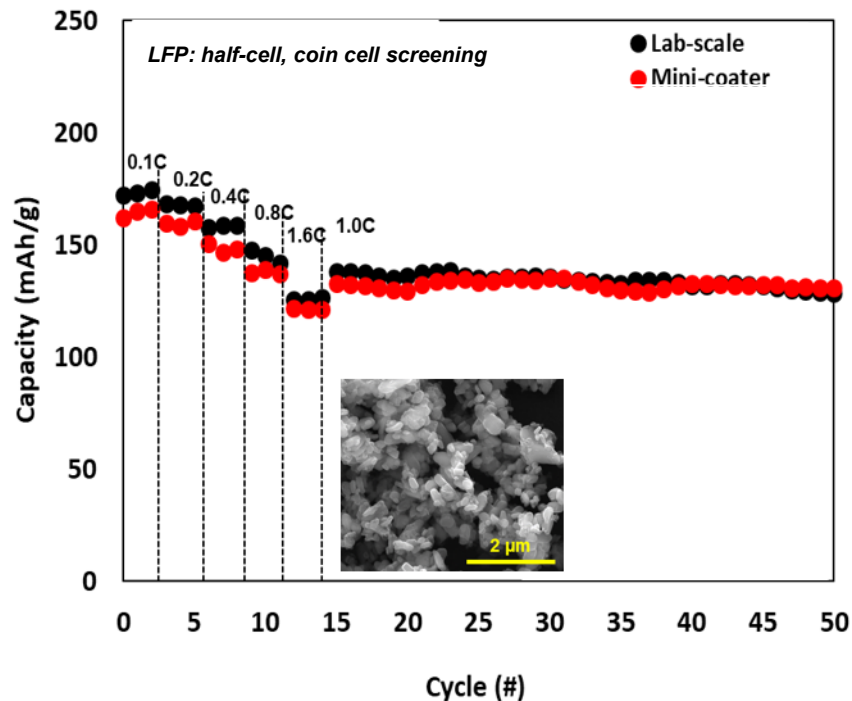 LFP: half-cell, coin cell screening
Lab-scale
Mini-coater
250
200
150
100
50
0
0.1C
0.2C
0.4C
0.8C
1.6C
1.0C
2 µm
0 5 10 15 20 25 30 35 40 45 50
Capacity (mAh/g)
Cycle (#)